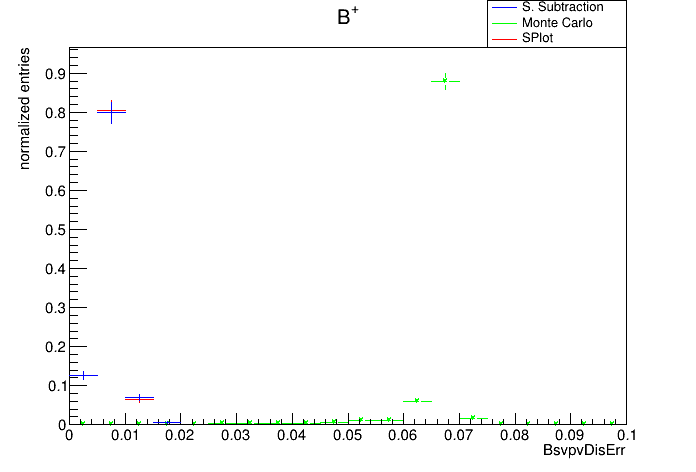 B+
S. Subtraction
Monte Carlo
SPlot
normalized entries
0.9
0.8
0.7
0.6
0.5
0.4
0.3
0.2
0.1
0
0 0.01 0.02 0.03 0.04 0.05 0.06 0.07 0.08 0.09 0.1
BsvpvDisErr